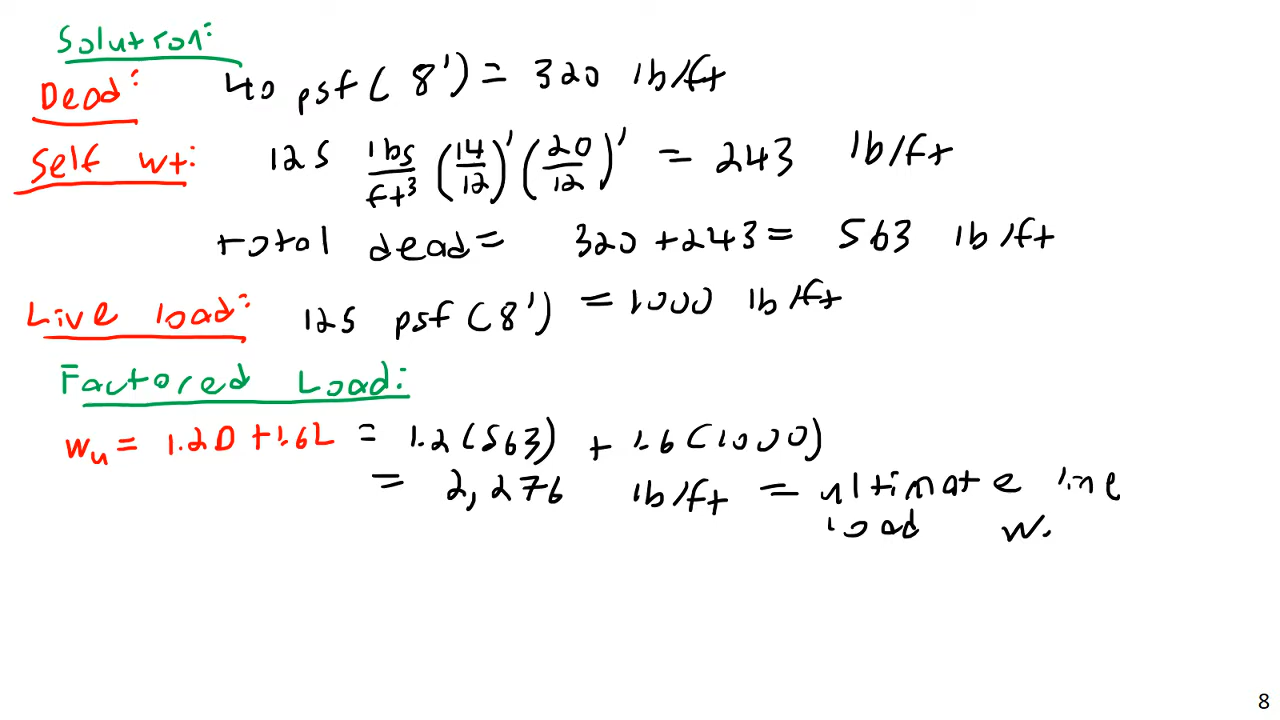 Solution:
Dead: 40 psf (8') = 320 lb/ft
Self wt: 125 lbs/ft³ (14/12)' (20/12)' = 243 lb/ft
total dead = 320 + 243 = 563 lb/ft
Live load: 125 psf (8') = 1000 lb/ft
Factored Load:
wu = 1.2D + 1.6L = 1.2(563) + 1.6(1000)
= 2,276 lb/ft = ultimate line
load w.
8